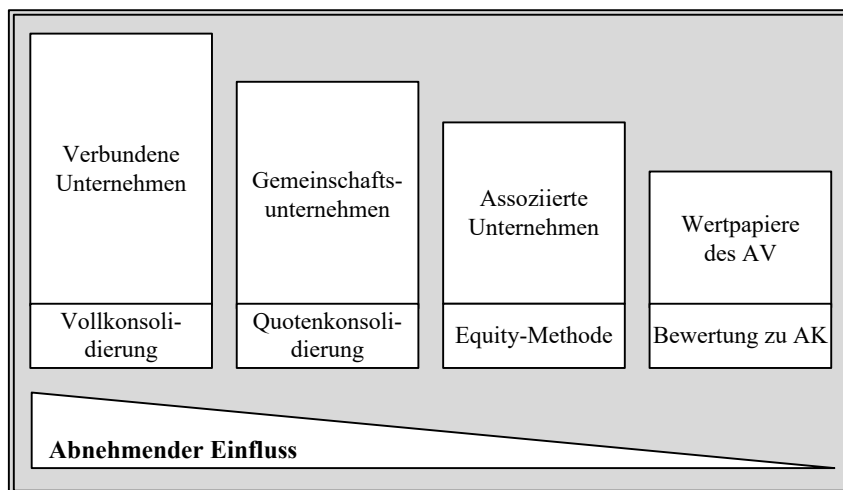 Verbundene
Unternehmen
Vollkonsoli-
dierung
Gemeinschafts-
unternehmen
Quotenkonsoli-
dierung
Assoziierte
Unternehmen
Equity-Methode
Wertpapiere
des AV
Bewertung zu AK
Abnehmender Einfluss